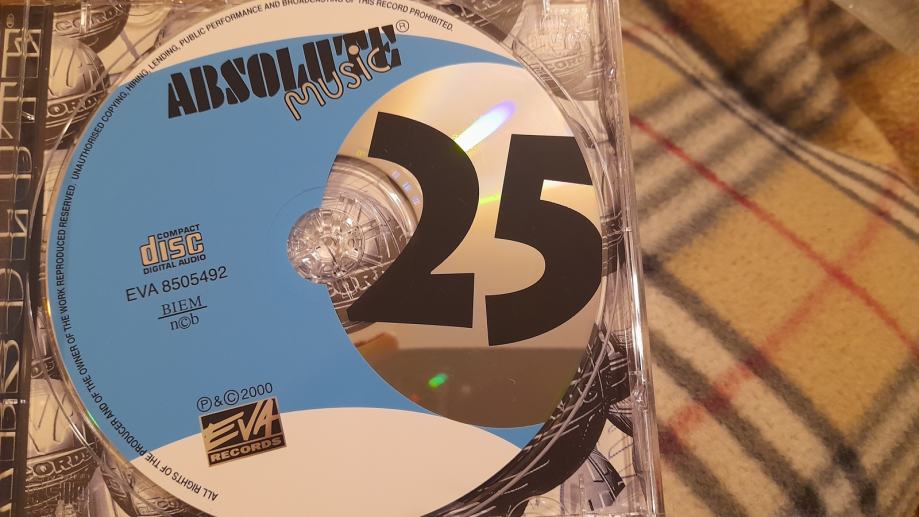 ALL RIGHTS OF THE PRODUCER AND OF THE OWNER OF THE WORK REPRODUCED RESERVED. UNAUTHORISED COPYING, HIRING, LENDING, PUBLIC PERFORMANCE AND BROADCASTING OF THIS RECORD PROHIBITED.
ABSOLUTE®
music
25
COMPACT
disc
DIGITAL AUDIO
EVA 8505492
BIEM
n©b
Ⓟ&©2000
EVA
RECORDS